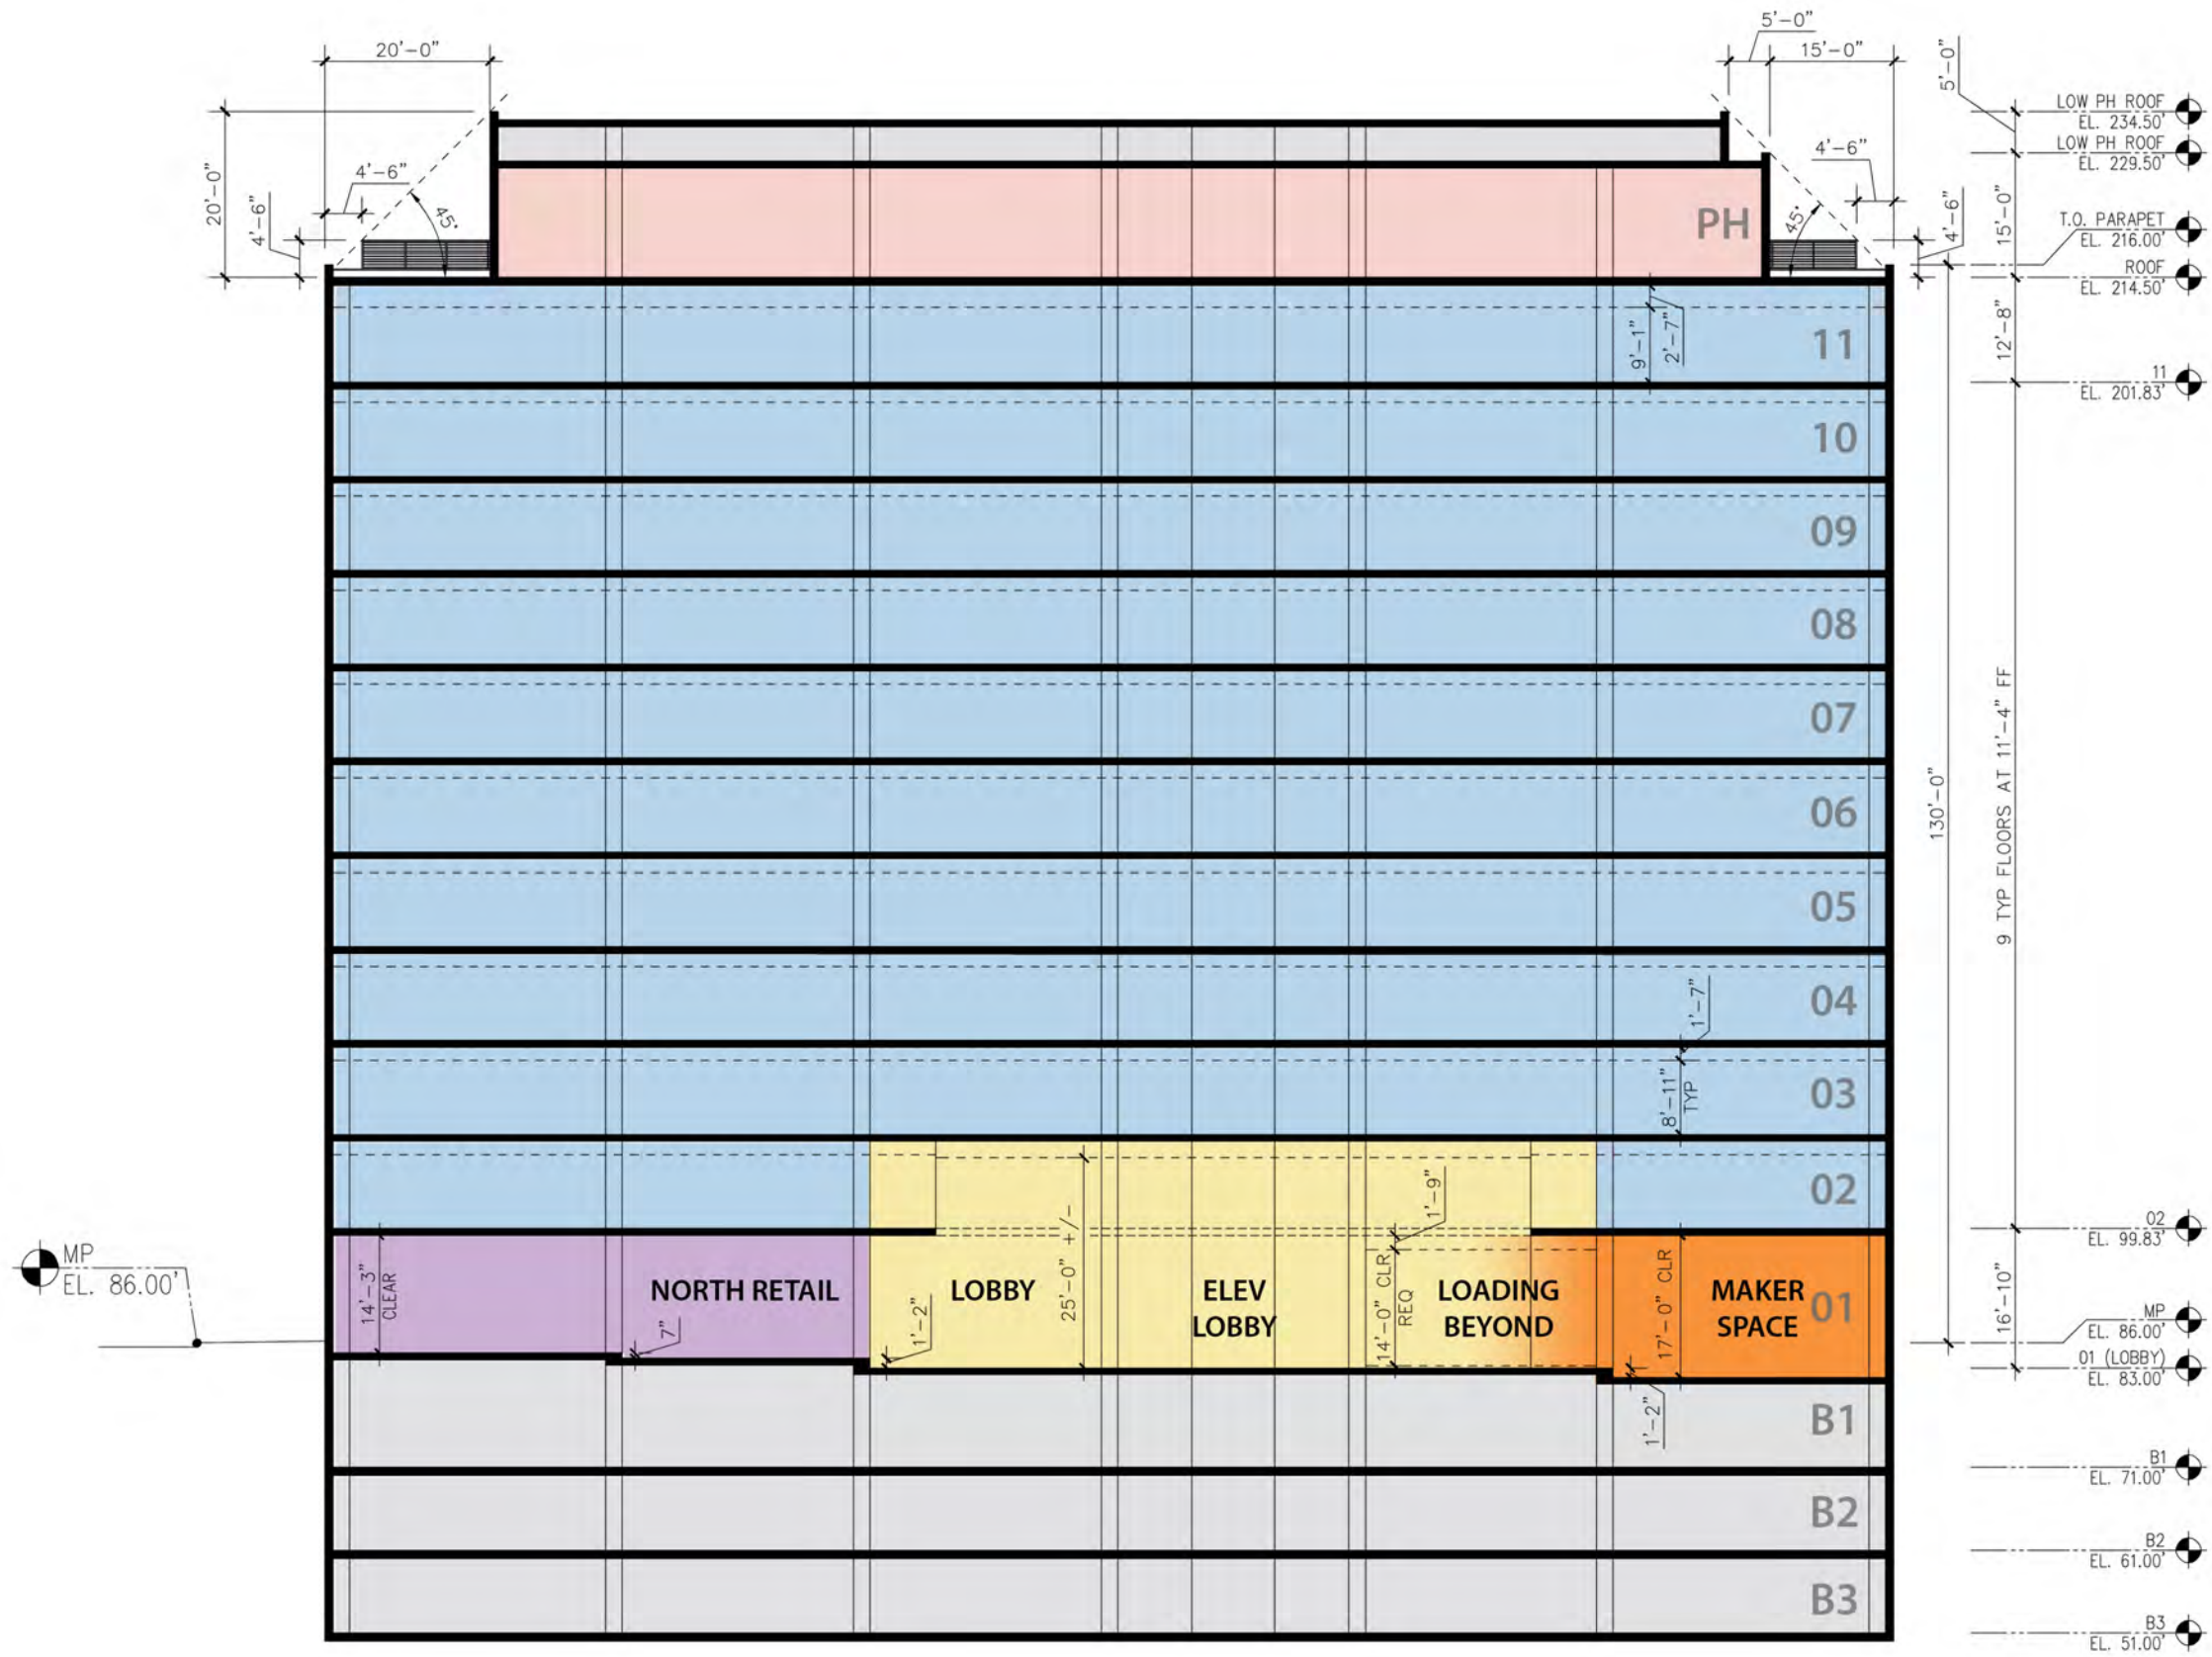 5'-0"
20'-0"
15'-0"
5'-0"
LOW PH ROOF
EL. 234.50'
LOW PH ROOF
EL. 229.50'
4'-6"
4'-6"
20'-0"
4'-6"
45°
PH
45°
4'-6"
15'-0"
T.O. PARAPET
EL. 216.00'
ROOF
EL. 214.50'
9'-1"
2'-7"
11
12'-8"
11
EL. 201.83'
10
09
08
07
9 TYP FLOORS AT 11'-4" FF
06
130'-0"
05
04
1'-7"
8'-11"
TYP
03
02
1'-9"
25'-0" +/-
02
EL. 99.83'
MP
EL. 86.00'
14'-3"
CLEAR
NORTH RETAIL
7"
LOBBY
1'-2"
ELEV
LOBBY
14'-0" CLR
REQ
LOADING
BEYOND
17'-0" CLR
MAKER
SPACE
01
16'-10"
MP
EL. 86.00'
01 (LOBBY)
EL. 83.00'
1'-2"
B1
B1
EL. 71.00'
B2
B2
EL. 61.00'
B3
B3
EL. 51.00'